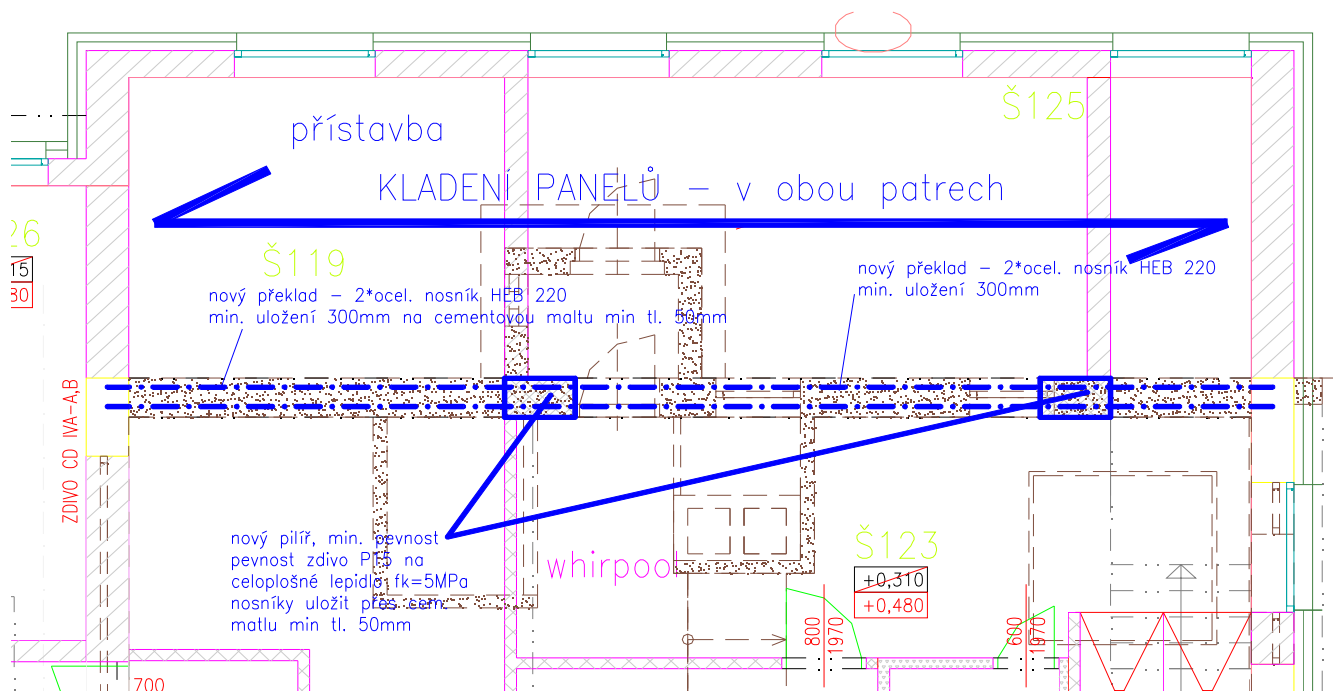 Š125
přístavba
KLADENÍ PANELŮ – v obou patrech
26
15
80
Š119
nový překlad – 2*ocel. nosník HEB 220
min. uložení 300mm na cementovou maltu min tl. 50mm
nový překlad – 2*ocel. nosník HEB 220
min. uložení 300mm
ZDIVO CD IVA-A,B
nový pilíř, min. pevnost
pevnost zdivo P15 na
celoplošné lepidlo fk=5MPa
nosníky uložit přes cem.
matlu min tl. 50mm
whirpool
Š123
+0,310
+0,480
800
1970
600
1970
700